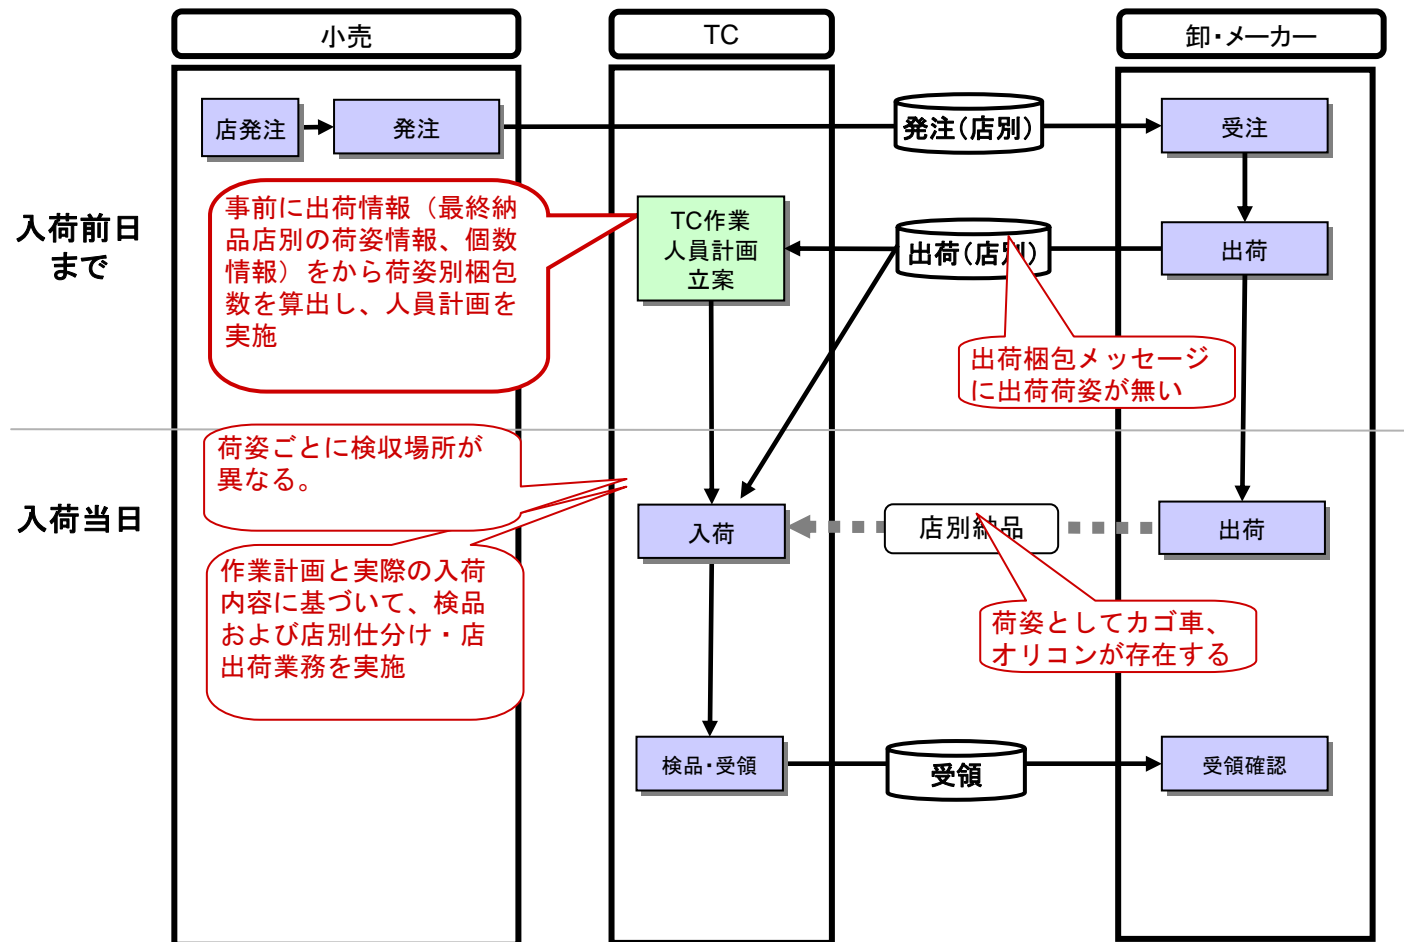 小売
TC
卸・メーカー
店発注
発注
発注(店別)
受注
入荷前日
まで
事前に出荷情報（最終納
品店別の荷姿情報、個数
情報）をから荷姿別梱包
数を算出し、人員計画を
実施
TC作業
人員計画
立案
出荷(店別)
出荷
出荷梱包メッセージ
に出荷荷姿が無い
入荷当日
荷姿ごとに検収場所が
異なる。
入荷
店別納品
出荷
作業計画と実際の入荷
内容に基づいて、検品
および店別仕分け・店
出荷業務を実施
荷姿としてカゴ車、
オリコンが存在する
検品・受領
受領
受領確認